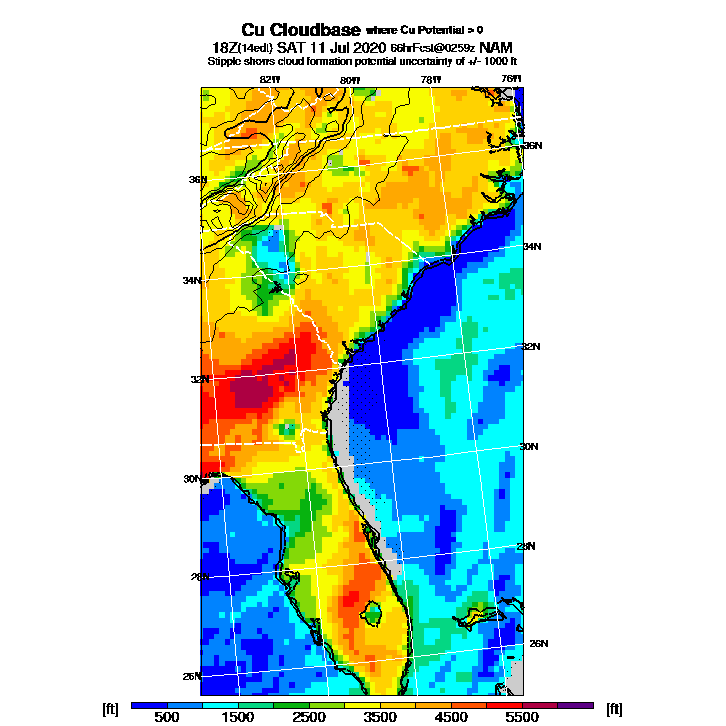 Cu Cloudbase where Cu Potential > 0
18Z(14edt) SAT 11 Jul 2020 66hrFcst@0259z NAM
Stipple shows cloud formation potential uncertainty of +/- 1000 ft
82W 80W 78W 76W
36N
36N
34N
34N
32N
32N
30N
30N
28N
28N
26N
26N
[ft] 500 1500 2500 3500 4500 5500 [ft]